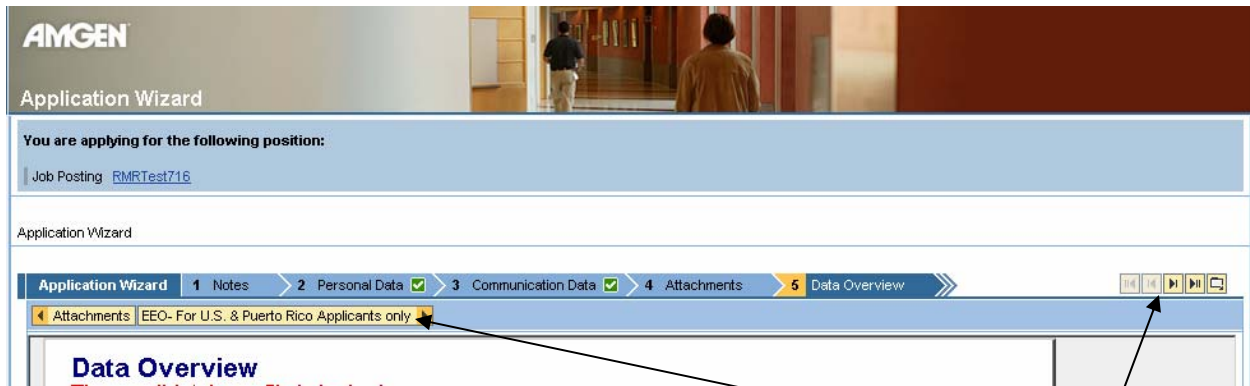 AMGEN
Application Wizard
You are applying for the following position:
Job Posting RMRTest716
Application Wizard
Application Wizard 1 Notes 2 Personal Data 3 Communication Data 4 Attachments 5 Data Overview
Attachments EEO- For U.S. & Puerto Rico Applicants only
Data Overview